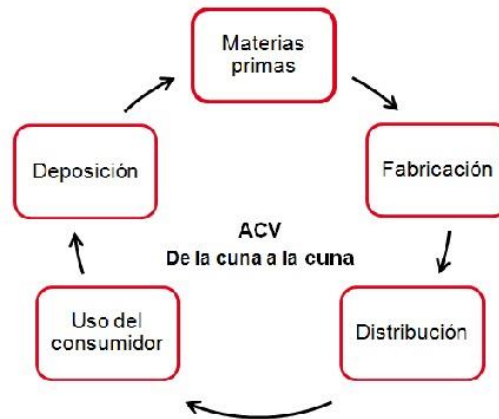 Materias
primas
Fabricación
Distribución
Uso del
consumidor
Deposición
ACV
De la cuna a la cuna